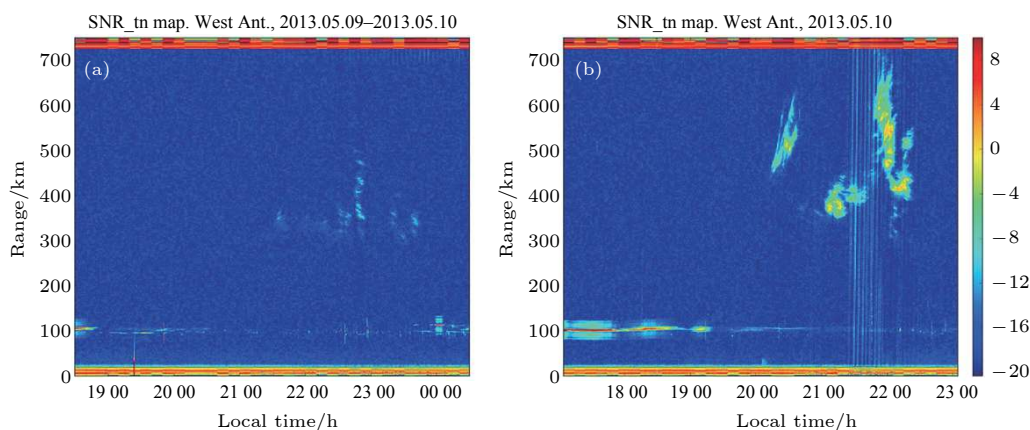 SNR_tn map. West Ant., 2013.05.09–2013.05.10
SNR_tn map. West Ant., 2013.05.10
(a)
(b)
Range/km
700
600
500
400
300
200
100
0
19 00 20 00 21 00 22 00 23 00 00 00
Local time/h
Range/km
700
600
500
400
300
200
100
0
18 00 19 00 20 00 21 00 22 00 23 00
Local time/h
8
4
0
−4
−8
−12
−16
−20